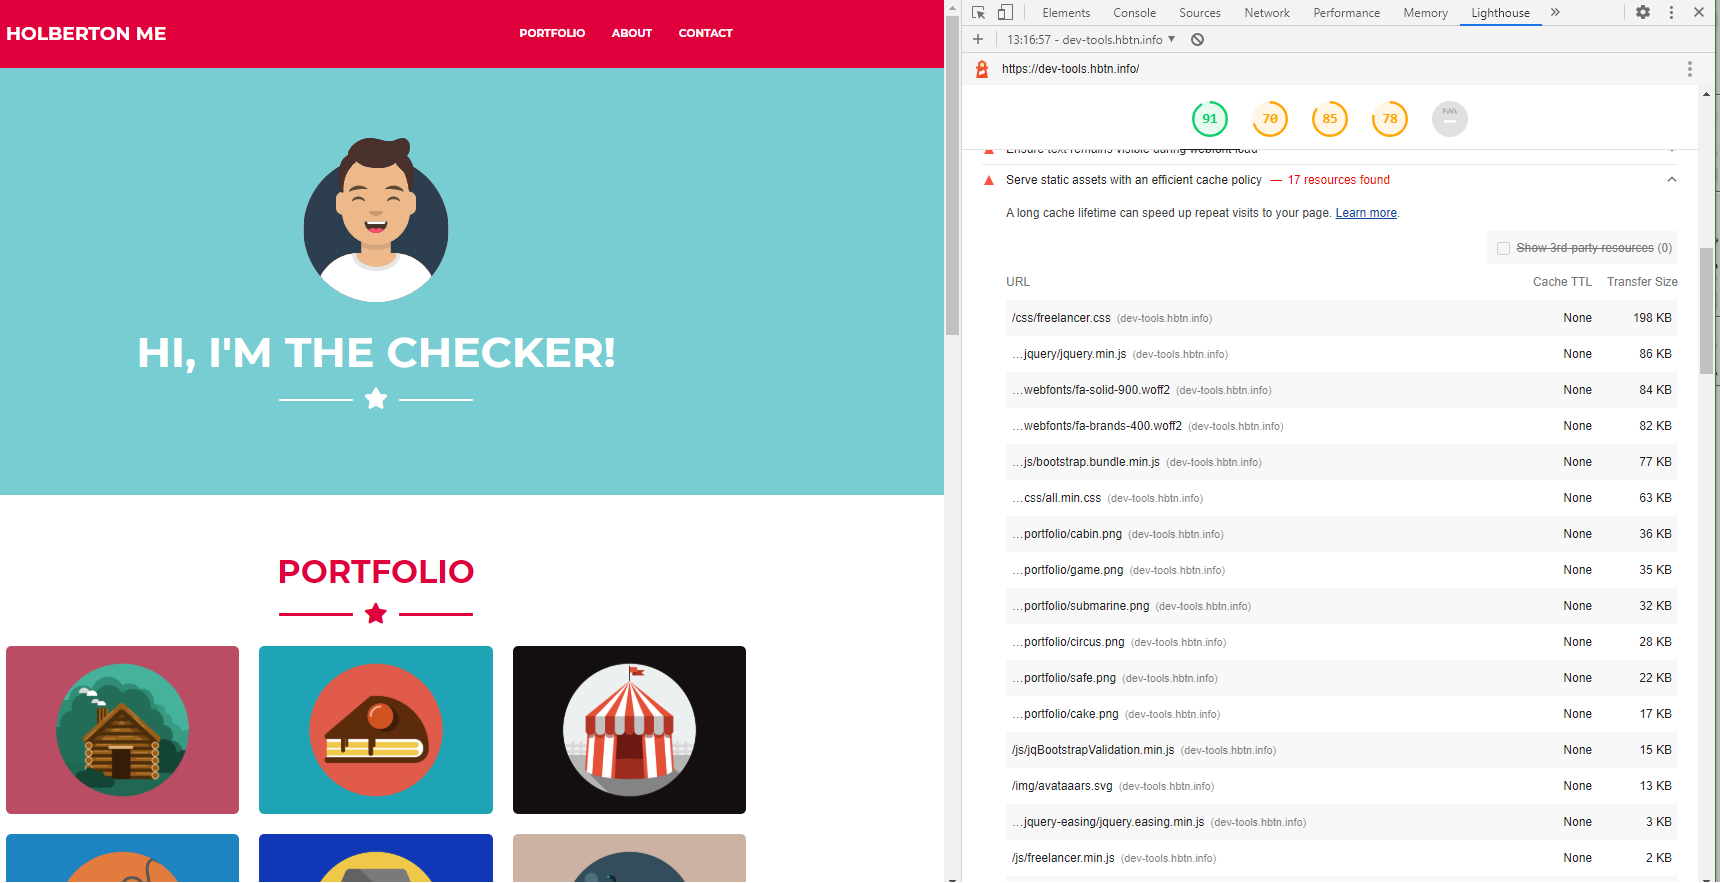 HOLBERTON ME
PORTFOLIO ABOUT CONTACT
HI, I'M THE CHECKER!
PORTFOLIO
Elements Console Sources Network Performance Memory Lighthouse »
13:16:57 - dev-tools.hbtn.info
https://dev-tools.hbtn.info/
91 70 85 78 PWA
Ensure text remains visible during webfont load
Serve static assets with an efficient cache policy — 17 resources found
A long cache lifetime can speed up repeat visits to your page. Learn more.
Show 3rd-party resources (0)
URL Cache TTL Transfer Size
/css/freelancer.css (dev-tools.hbtn.info) None 198 KB
…jquery/jquery.min.js (dev-tools.hbtn.info) None 86 KB
…webfonts/fa-solid-900.woff2 (dev-tools.hbtn.info) None 84 KB
…webfonts/fa-brands-400.woff2 (dev-tools.hbtn.info) None 82 KB
…js/bootstrap.bundle.min.js (dev-tools.hbtn.info) None 77 KB
…css/all.min.css (dev-tools.hbtn.info) None 63 KB
…portfolio/cabin.png (dev-tools.hbtn.info) None 36 KB
…portfolio/game.png (dev-tools.hbtn.info) None 35 KB
…portfolio/submarine.png (dev-tools.hbtn.info) None 32 KB
…portfolio/circus.png (dev-tools.hbtn.info) None 28 KB
…portfolio/safe.png (dev-tools.hbtn.info) None 22 KB
…portfolio/cake.png (dev-tools.hbtn.info) None 17 KB
/js/jqBootstrapValidation.min.js (dev-tools.hbtn.info) None 15 KB
/img/avataaars.svg (dev-tools.hbtn.info) None 13 KB
…jquery-easing/jquery.easing.min.js (dev-tools.hbtn.info) None 3 KB
/js/freelancer.min.js (dev-tools.hbtn.info) None 2 KB